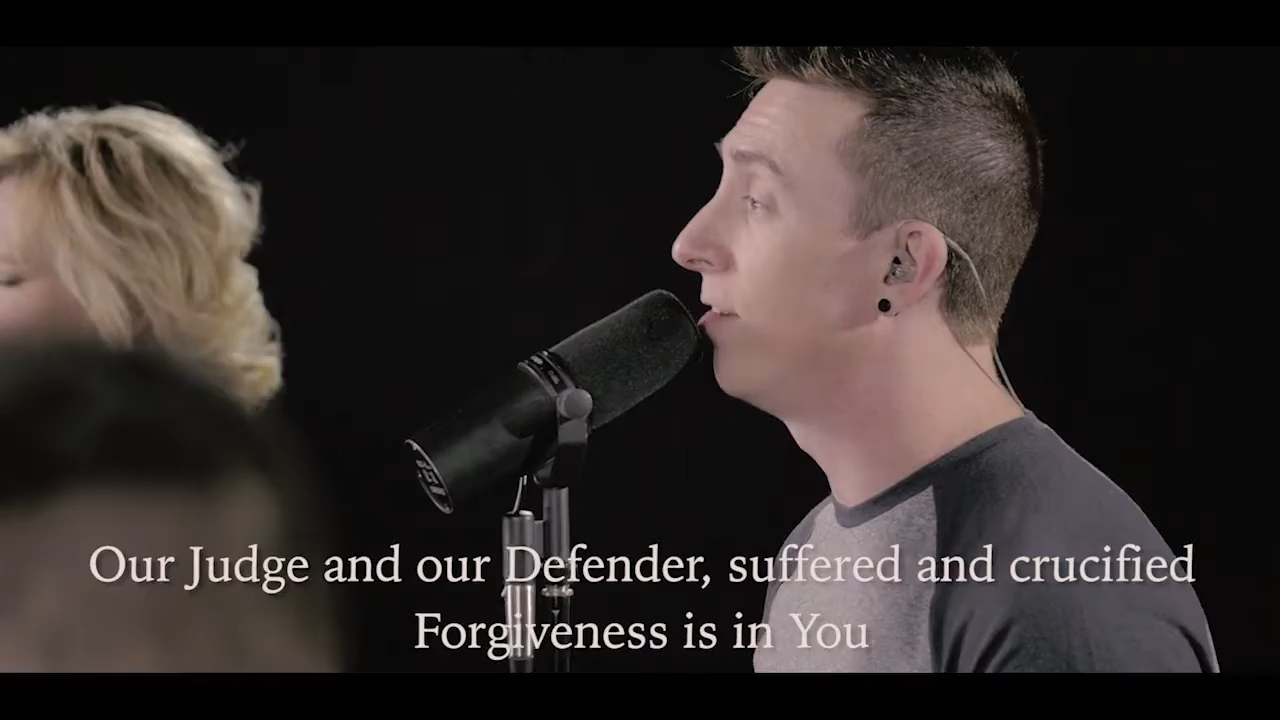 Our Judge and our Defender, suffered and crucified
Forgiveness is in You